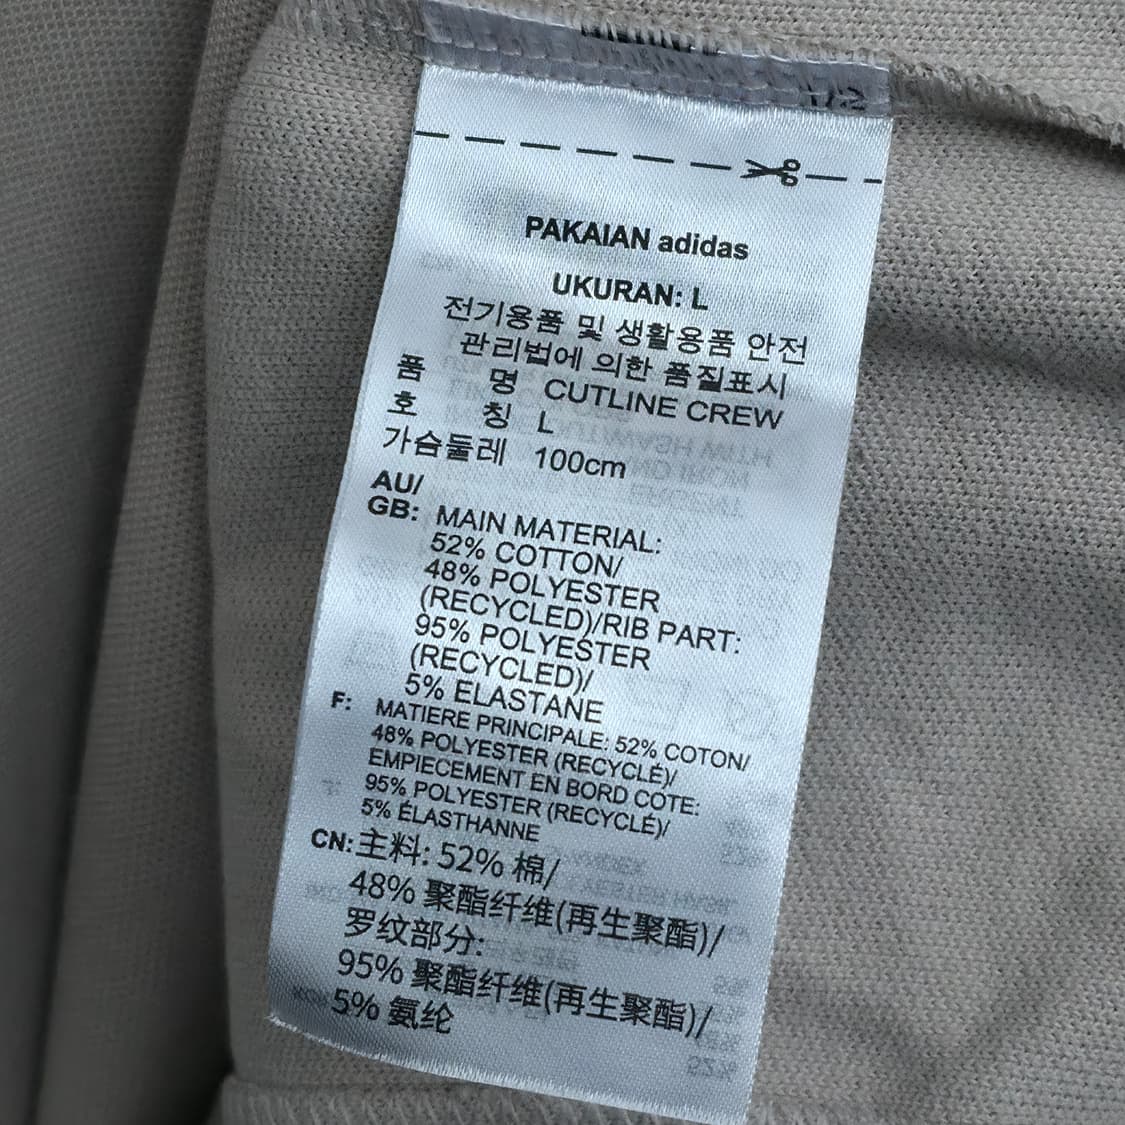 PAKAIAN adidas
UKURAN: L
전기용품 및 생활용품 안전
관리법에 의한 품질표시
품 명 CUTLINE CREW
호 칭 L
가슴둘레 100cm
AU/
GB: MAIN MATERIAL:
52% COTTON/
48% POLYESTER
(RECYCLED)/RIB PART:
95% POLYESTER
(RECYCLED)/
5% ELASTANE
F: MATIERE PRINCIPALE: 52% COTON/
48% POLYESTER (RECYCLÉ)/
EMPIECEMENT EN BORD COTE:
95% POLYESTER (RECYCLÉ)/
5% ÉLASTHANNE
CN: 主料: 52% 棉/
48% 聚酯纤维(再生聚酯)/
罗纹部分:
95% 聚酯纤维(再生聚酯)/
5% 氨纶